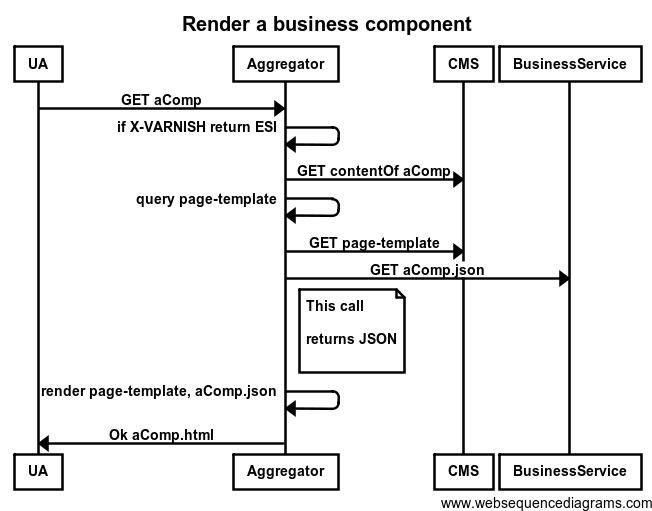 Render a business component
UA
Aggregator
CMS
BusinessService
GET aComp
if X-VARNISH return ESI
GET contentOf aComp
query page-template
GET page-template
GET aComp.json
This call
returns JSON
render page-template, aComp.json
Ok aComp.html
UA
Aggregator
CMS
BusinessService
www.websequencediagrams.com